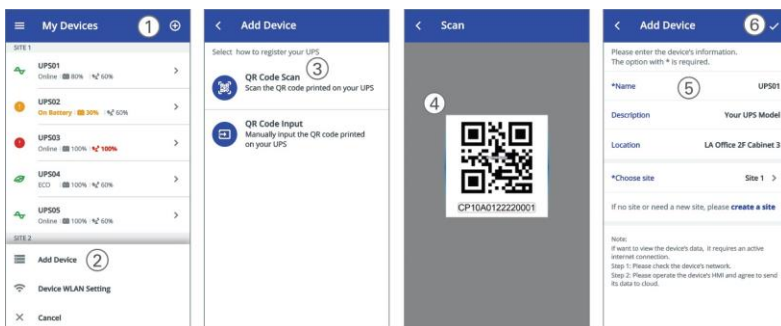 My Devices
1
SITE 1
UPS01
Online 80% 60%
UPS02
On Battery 30% 60%
UPS03
Online 100% 100%
UPS04
ECO 100% 60%
UPS05
Online 100% 60%
SITE 2
Add Device
2
Device WLAN Setting
Cancel
Add Device
Select how to register your UPS
3
QR Code Scan
Scan the QR code printed on your UPS
QR Code Input
Manually input the QR code printed
on your UPS
Scan
4
CP10A0122220001
Add Device
6
Please enter the device's information.
The option with * is required.
*Name
5
UPS01
Description
Your UPS Model
Location
LA Office 2F Cabinet 3
*Choose site
Site 1 >
If no site or need a new site, please create a site
Note:
If want to view the device's data, it requires an active
internet connection.
Step 1: Please check the device's network.
Step 2: Please operate the device's HMI and agree to send
its data to cloud.